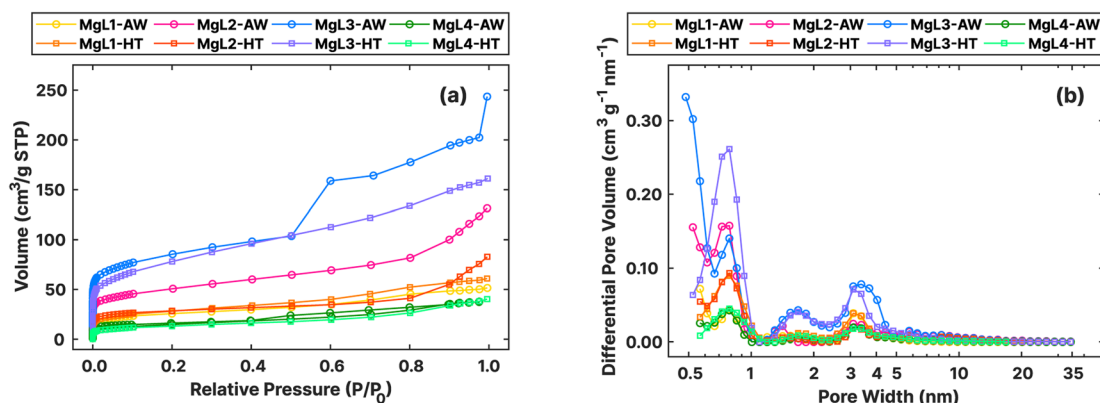 MgL1-AW MgL2-AW MgL3-AW MgL4-AW
MgL1-HT MgL2-HT MgL3-HT MgL4-HT
(a)
Volume (cm³/g STP)
250
200
150
100
50
0
0.0 0.2 0.4 0.6 0.8 1.0
Relative Pressure (P/P₀)
MgL1-AW MgL2-AW MgL3-AW MgL4-AW
MgL1-HT MgL2-HT MgL3-HT MgL4-HT
(b)
Differential Pore Volume (cm³ g⁻¹ nm⁻¹)
0.30
0.20
0.10
0.00
0.5 1 2 3 4 5 10 20 35
Pore Width (nm)